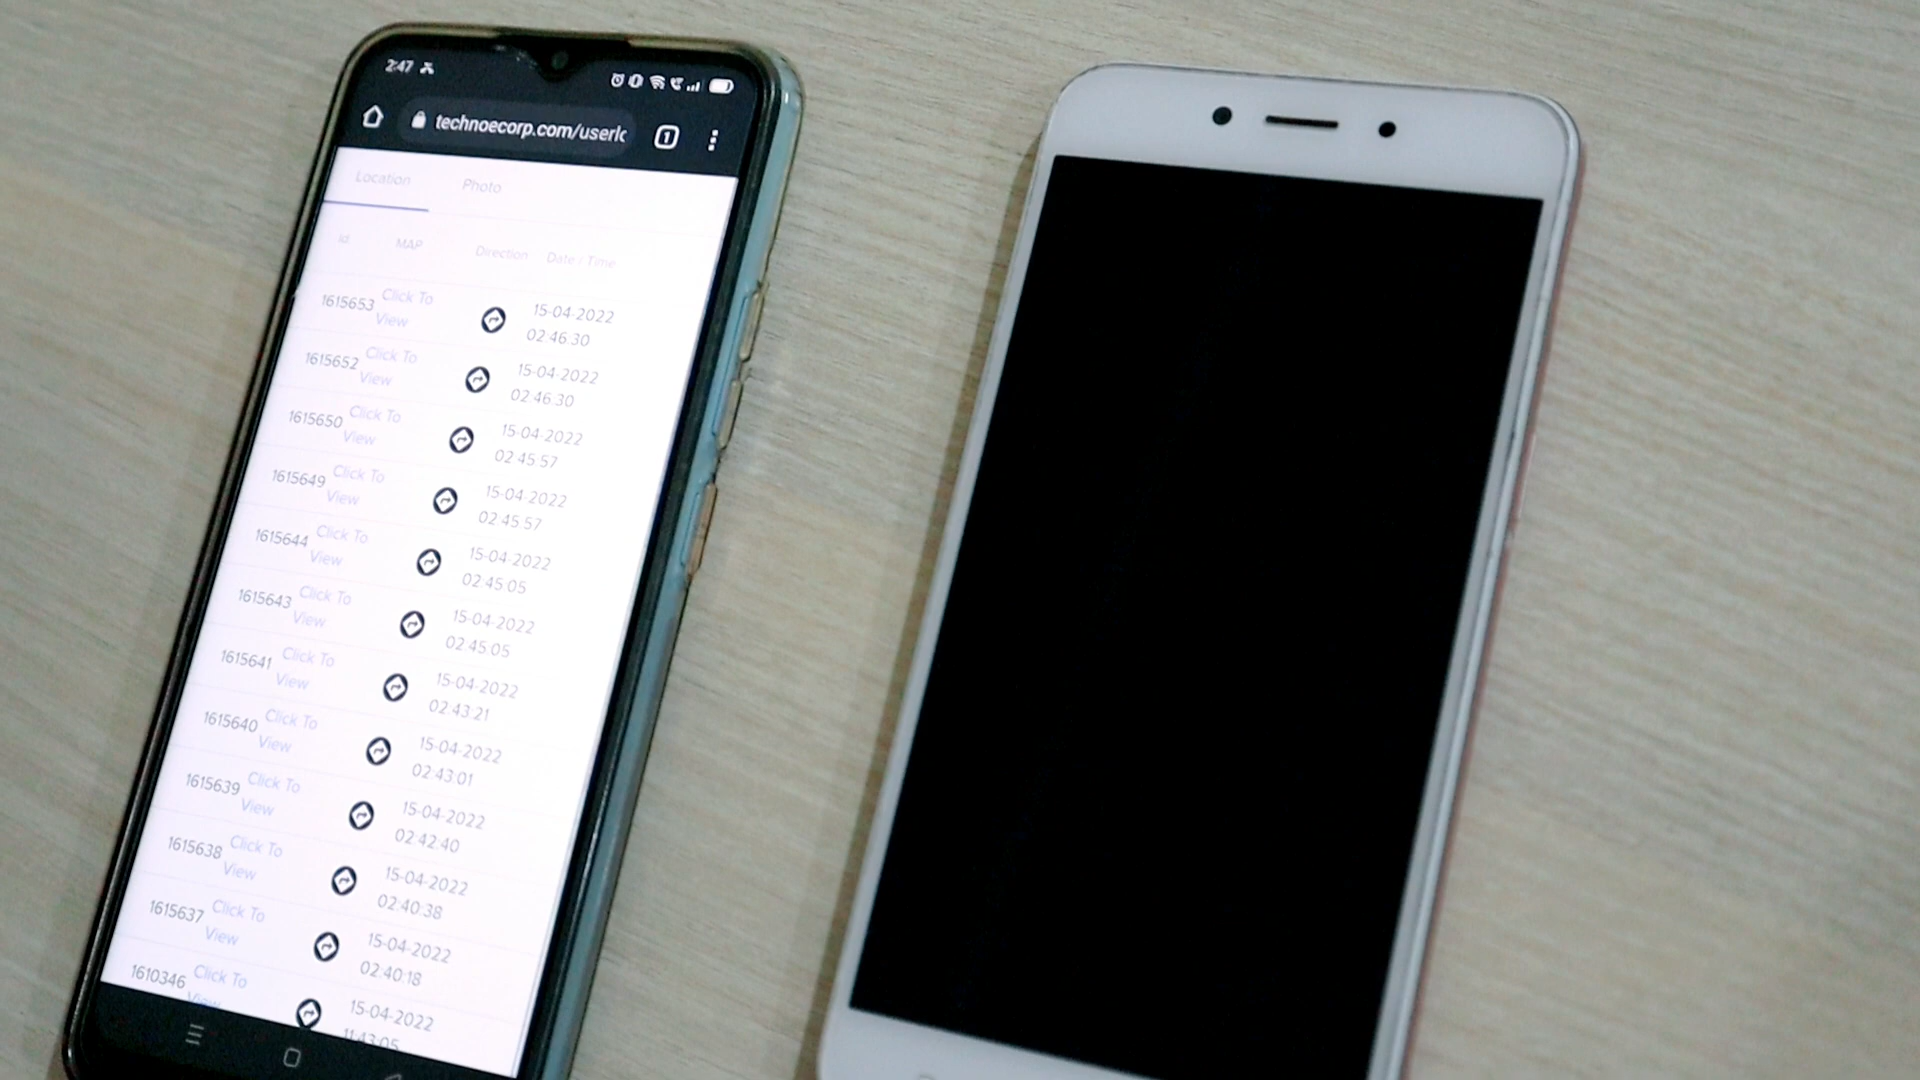 2:47
technoecorp.com/userlo
1
Location Photo
id MAP Direction Date / Time
1615653 Click To View 15-04-2022
02:46:30
1615652 Click To View 15-04-2022
02:46:30
1615650 Click To View 15-04-2022
02:45:57
1615649 Click To View 15-04-2022
02:45:57
1615644 Click To View 15-04-2022
02:45:05
1615643 Click To View 15-04-2022
02:45:05
1615641 Click To View 15-04-2022
02:43:21
1615640 Click To View 15-04-2022
02:43:01
1615639 Click To View 15-04-2022
02:42:40
1615638 Click To View 15-04-2022
02:40:38
1615637 Click To View 15-04-2022
02:40:18
1610346 Click To View 15-04-2022
11:43:05